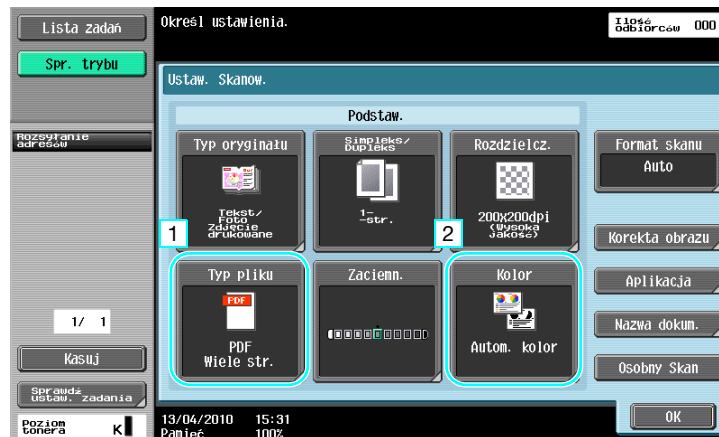 Lista zadań
Określ ustawienia.
Ilość
odbiorców 000
Spr. trybu
Ustaw. Skanow.
Podstaw.
Rozsyłanie
adresów
Typ oryginału
Simpleks/
Dupleks
Rozdzielcz.
Format skanu
Auto
Tekst/
Foto
Zdjęcie
drukowane
1-
-str.
200x200dpi
(Wysoka
jakość)
1
2
Korekta obrazu
Typ pliku
Zaciemn.
Kolor
Aplikacja
PDF
1/ 1
Nazwa dokum.
PDF
Wiele str.
Autom. kolor
Kasuj
Osobny Skan
Sprawdź
ustaw. zadania
OK
Poziom
tonera K
13/04/2010 15:31
Pamięć 100%